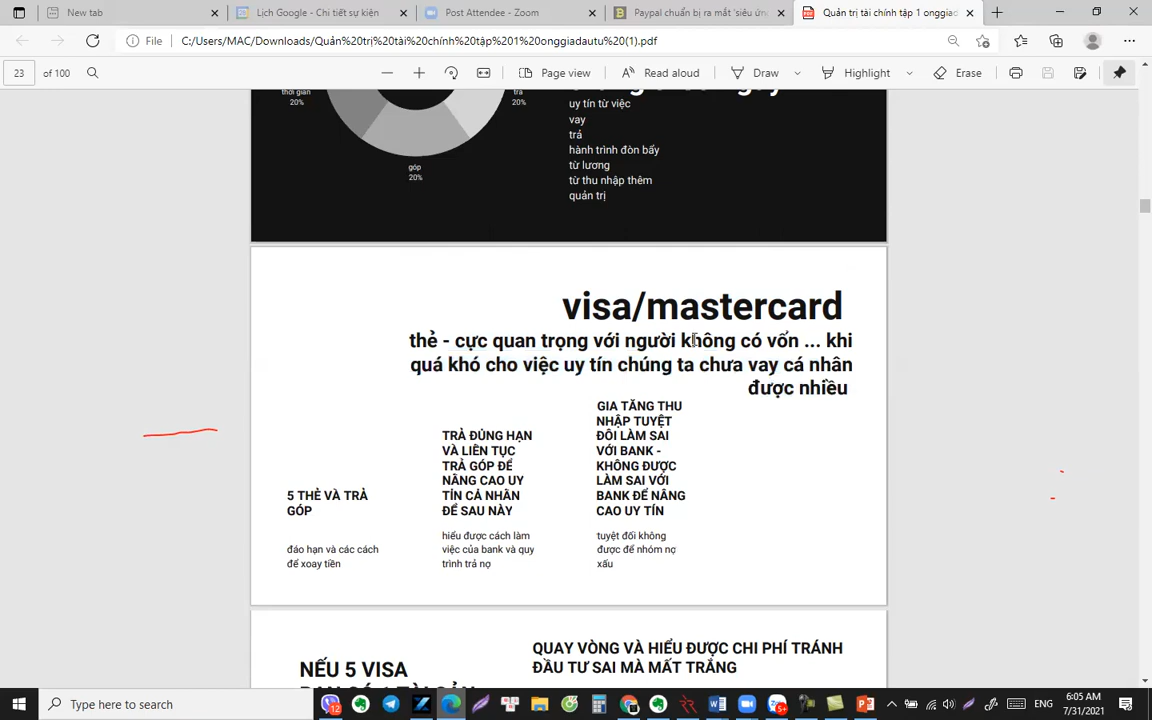 New tab
Lịch Google - Chi tiết sự kiện
Post Attendee - Zoom
Paypal chuẩn bị ra mắt 'siêu ứng
Quản trị tài chính tập 1 onggiad
File
C:/Users/MAC/Downloads/Quản%20trị%20tài%20chính%20tập%201%20onggiadautu%20(1).pdf
23 of 100
Page view
Read aloud
Draw
Highlight
Erase
thời gian
20%
trả
20%
góp
20%
uy tín từ việc
vay
trả
hành trình đòn bẩy
từ lương
từ thu nhập thêm
quản trị
visa/mastercard
thẻ - cực quan trọng với người không có vốn ... khi
quá khó cho việc uy tín chúng ta chưa vay cá nhân
được nhiều
5 THẺ VÀ TRẢ
GÓP
đáo hạn và các cách
để xoay tiền
TRẢ ĐÚNG HẠN
VÀ LIÊN TỤC
TRẢ GÓP ĐỂ
NÂNG CAO UY
TÍN CẢ NHÂN
ĐỂ SAU NÀY
hiểu được cách làm
việc của bank và quy
trình trả nợ
GIA TĂNG THU
NHẬP TUYỆT
ĐÔI LÀM SAI
VỚI BANK -
KHÔNG ĐƯỢC
LÀM SAI VỚI
BANK ĐỂ NÂNG
CAO UY TÍN
tuyệt đối không
được để nhóm nợ
xấu
NẾU 5 VISA
QUAY VÒNG VÀ HIỂU ĐƯỢC CHI PHÍ TRÁNH
ĐẦU TƯ SAI MÀ MẤT TRẮNG
Type here to search
12
5+
ENG
6:05 AM
7/31/2021